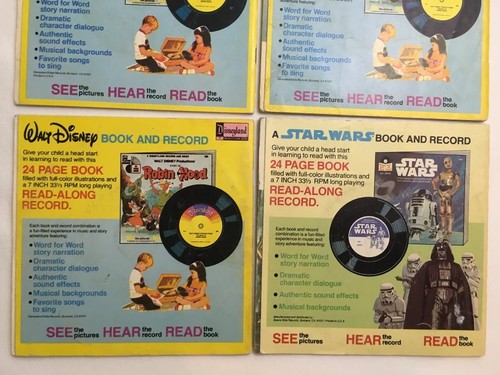 • Word for Word
story narration
• Dramatic
character dialogue
• Authentic
sound effects
• Musical backgrounds
• Favorite songs
to sing
SEE the pictures HEAR the record READ the book
• Word for Word
story narration
• Dramatic
character dialogue
• Authentic
sound effects
• Musical backgrounds
• Favorite songs
to sing
SEE the pictures HEAR the record READ the book
WALT DISNEY BOOK AND RECORD
Disneyland
Give your child a head start
in learning to read with this
24 PAGE BOOK
filled with full-color illustrations and
a 7 INCH 33⅓ RPM long playing
READ-ALONG
RECORD.
WALT DISNEY Productions'
Robin Hood
Each book and record
combination is a fun-filled
experience in music and story
adventure featuring:
• Word for Word
story narration
• Dramatic
character dialogue
• Authentic
sound effects
• Musical backgrounds
• Favorite songs
to sing
SEE the pictures HEAR the record READ the book
A STAR WARS BOOK AND RECORD
Give your child a head start
in learning to read with this
24 PAGE BOOK
filled with full-color illustrations and
a 7 INCH 33⅓ RPM long playing
READ-ALONG
RECORD.
STAR WARS
STAR WARS
Each book and record
combination is a fun-filled
experience in music and story
adventure featuring:
• Word for Word
story narration
• Dramatic
character dialogue
• Authentic sound effects
• Musical backgrounds
SEE the pictures HEAR the record READ the book